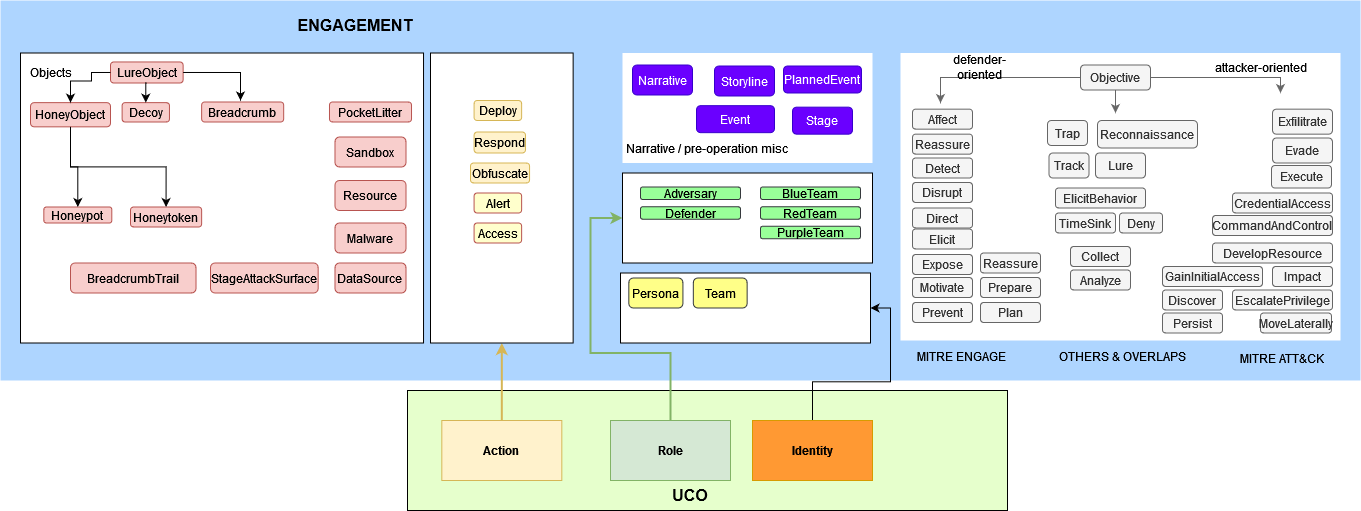 ENGAGEMENT
Objects
LureObject
HoneyObject
Decoy
Breadcrumb
PocketLitter
Sandbox
Resource
Honeypot
Honeytoken
Malware
BreadcrumbTrail
StageAttackSurface
DataSource
Deploy
Respond
Obfuscate
Alert
Access
Narrative
Storyline
PlannedEvent
Event
Stage
Narrative / pre-operation misc
Adversary
BlueTeam
Defender
RedTeam
PurpleTeam
Persona
Team
defender-
oriented
Objective
attacker-oriented
Affect
Reassure
Detect
Disrupt
Direct
Elicit
Expose
Reassure
Motivate
Prepare
Prevent
Plan
Trap
Reconnaissance
Track
Lure
ElicitBehavior
TimeSink
Deny
Collect
Analyze
Exfilitrate
Evade
Execute
CredentialAccess
CommandAndControl
DevelopResource
GainInitialAccess
Impact
Discover
EscalatePrivilege
Persist
MoveLaterally
MITRE ENGAGE
OTHERS & OVERLAPS
MITRE ATT&CK
Action
Role
Identity
UCO